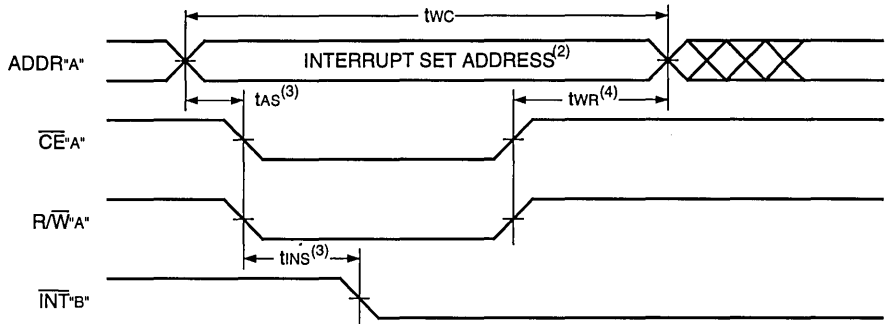 tWC
ADDR"A"
INTERRUPT SET ADDRESS(2)
tAS(3)
tWR(4)
CE"A"
R/W"A"
tINS(3)
INT"B"